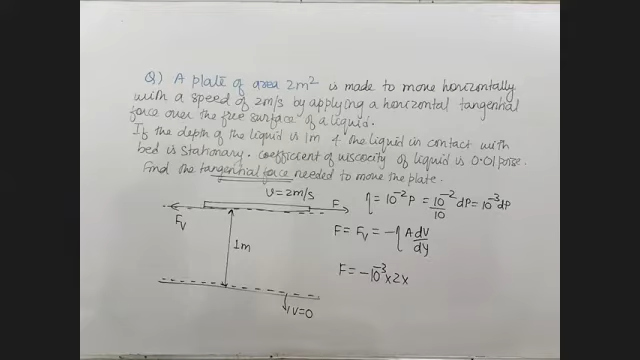 Q) A plate of area 2m² is made to move horizontally
with a speed of 2m/s by applying a horizontal tangential
force over the free surface of a liquid.
If the depth of the liquid is 1m & the liquid in contact with
bed is stationary. coefficient of viscosity of liquid is 0.01 poise.
Find the tangential force needed to move the plate.
v=2m/s
F
Fv
1m
v=0
η = 10⁻²P = 10⁻²/10 dP = 10⁻³ dP
F = Fv = -η A dv/dy
F = -10⁻³ x 2 x